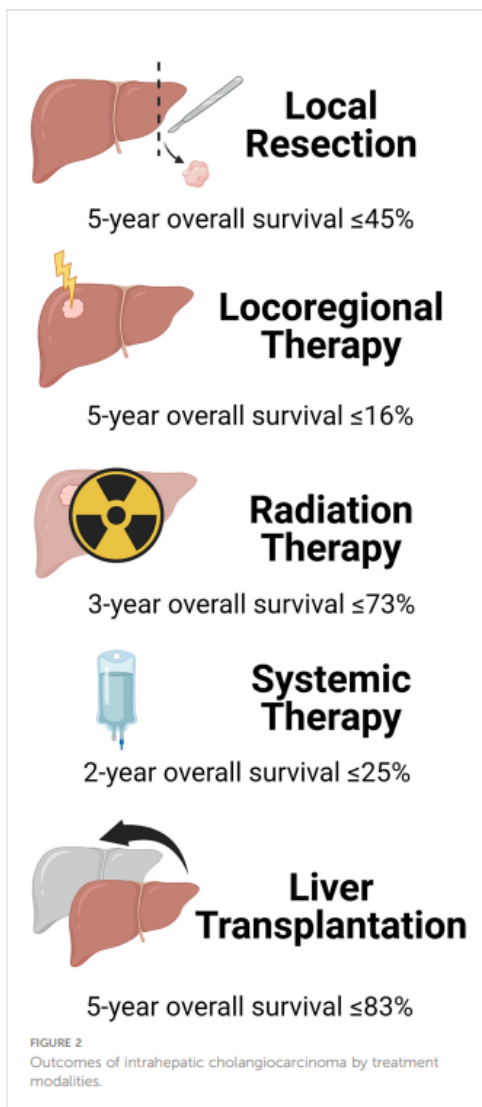 Local
Resection
5-year overall survival ≤45%
Locoregional
Therapy
5-year overall survival ≤16%
Radiation
Therapy
3-year overall survival ≤73%
Systemic
Therapy
2-year overall survival ≤25%
Liver
Transplantation
5-year overall survival ≤83%
FIGURE 2
Outcomes of intrahepatic cholangiocarcinoma by treatment
modalities.